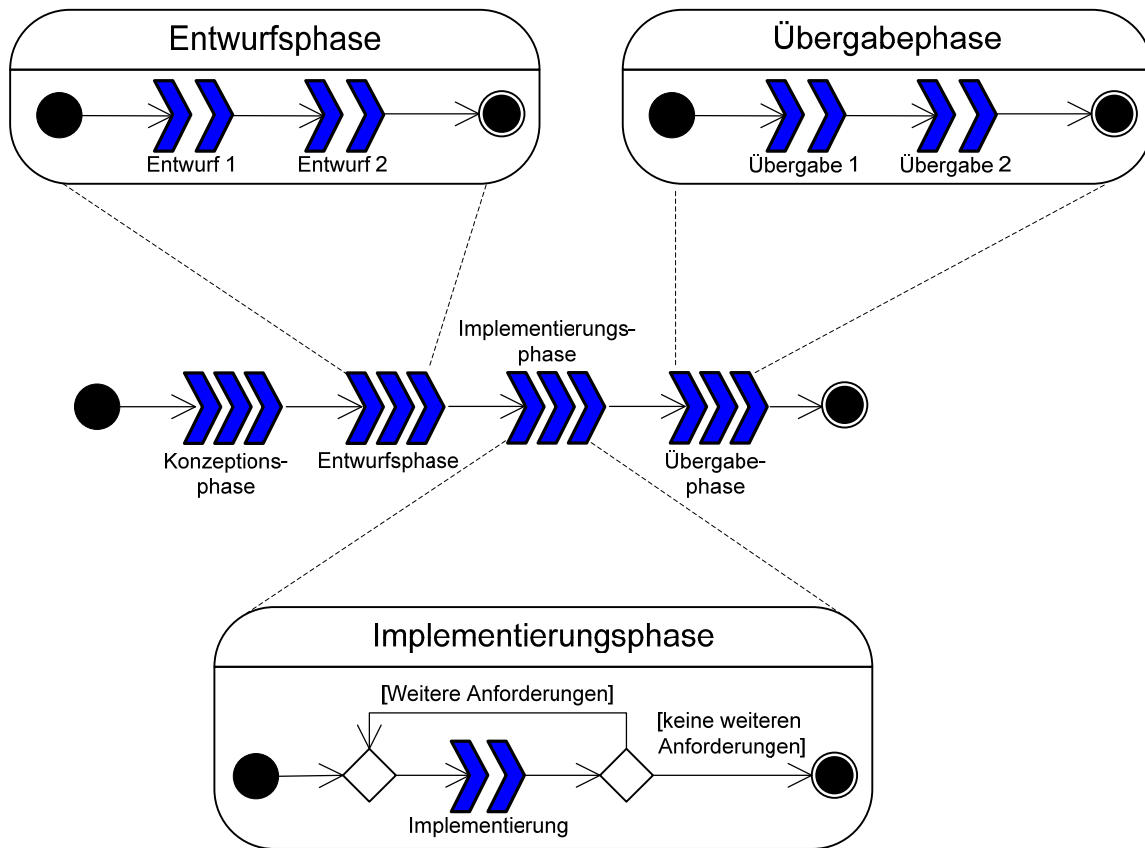 Entwurfsphase
Entwurf 1
Entwurf 2
Übergabephase
Übergabe 1
Übergabe 2
Implementierungs-
phase
Konzeptions-
phase
Entwurfsphase
Übergabe-
phase
Implementierungsphase
[Weitere Anforderungen]
[keine weiteren
Anforderungen]
Implementierung